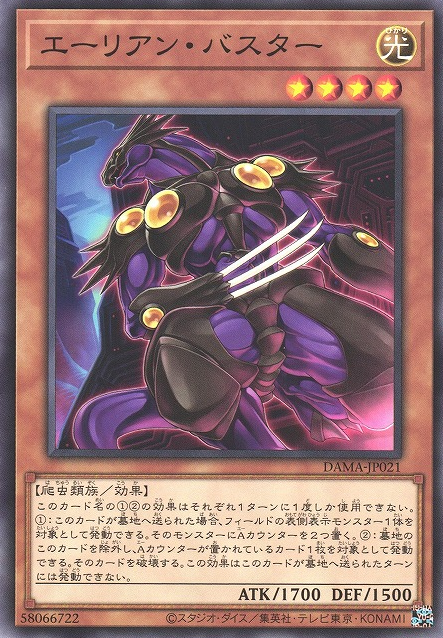 エーリアン・バスター
光
DAMA-JP021
【爬虫類族／効果】
このカード名の①②の効果はそれぞれ1ターンに1度しか使用できない。
①:このカードが墓地へ送られた場合、フィールドの表側表示モンスター1体を
対象として発動できる。そのモンスターにAカウンターを2つ置く。②:墓地の
このカードを除外し、Aカウンターが置かれているカード1枚を対象として発動
できる。そのカードを破壊する。この効果はこのカードが墓地へ送られたターン
には発動できない。
ATK/1700 DEF/1500
58066722
©スタジオ・ダイス／集英社・テレビ東京・KONAMI